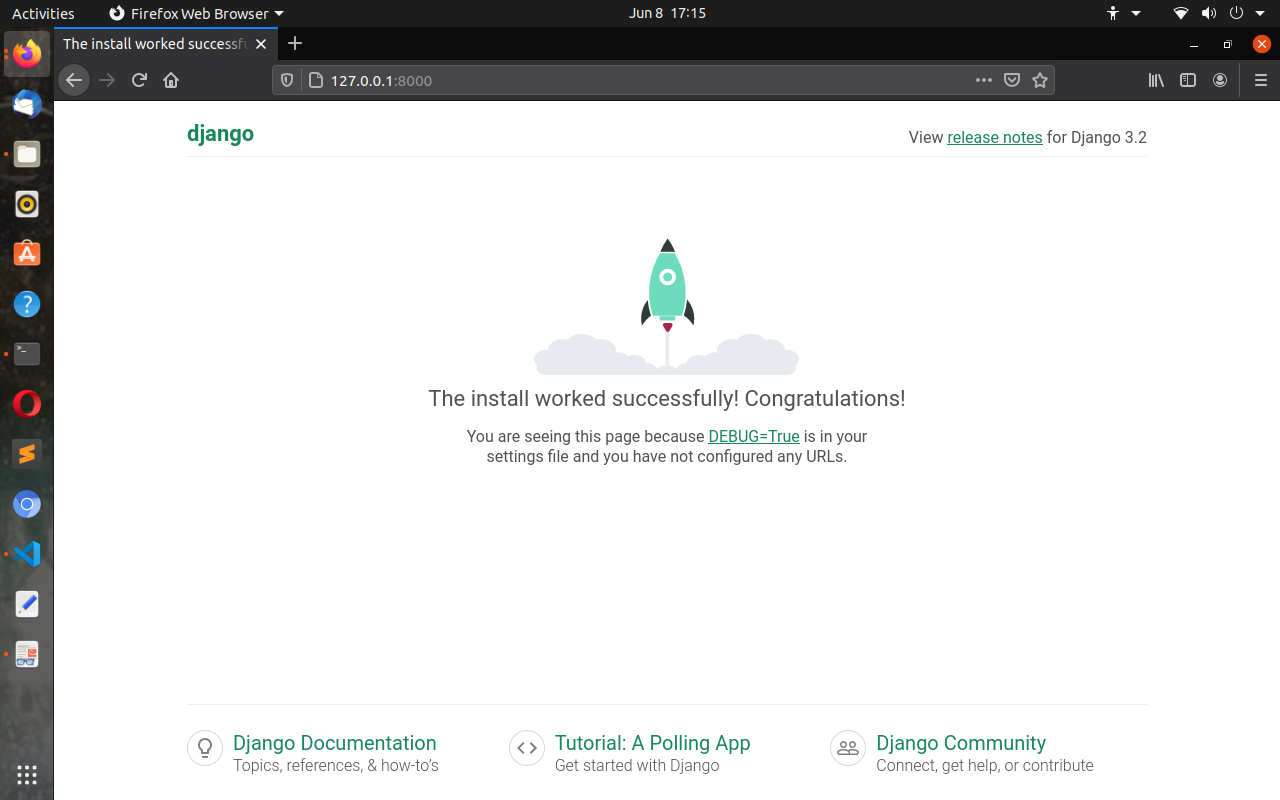 Activities
Firefox Web Browser
Jun 8 17:15
The install worked successfu
127.0.0.1:8000
django
View release notes for Django 3.2
The install worked successfully! Congratulations!
You are seeing this page because DEBUG=True is in your
settings file and you have not configured any URLs.
Django Documentation
Topics, references, & how-to’s
Tutorial: A Polling App
Get started with Django
Django Community
Connect, get help, or contribute